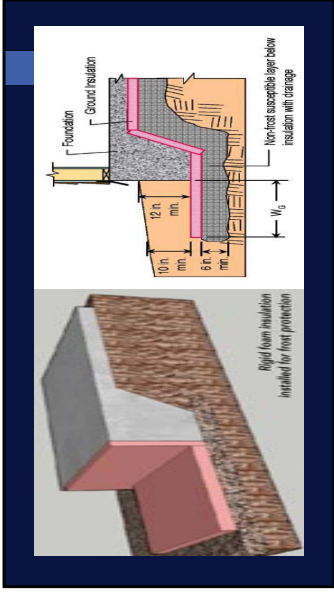 Foundation
Ground Insulation
12 in.
min.
10 in.
min.
6 in.
min.
W_G
Non-frost susceptible layer below
insulation with drainage
Rigid foam insulation
installed for frost protection